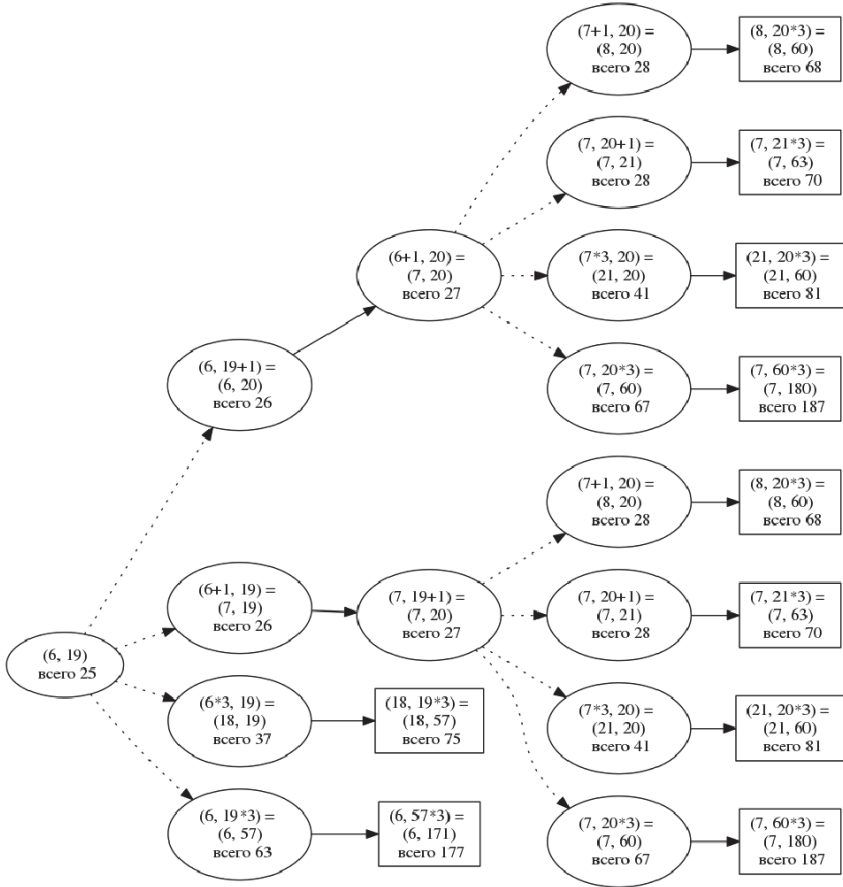 (7+1, 20) =
(8, 20)
всего 28
(8, 20*3) =
(8, 60)
всего 68
(7, 20+1) =
(7, 21)
всего 28
(7, 21*3) =
(7, 63)
всего 70
(6+1, 20) =
(7, 20)
всего 27
(7*3, 20) =
(21, 20)
всего 41
(21, 20*3) =
(21, 60)
всего 81
(6, 19+1) =
(6, 20)
всего 26
(7, 20*3) =
(7, 60)
всего 67
(7, 60*3) =
(7, 180)
всего 187
(7+1, 20) =
(8, 20)
всего 28
(8, 20*3) =
(8, 60)
всего 68
(6+1, 19) =
(7, 19)
всего 26
(7, 19+1) =
(7, 20)
всего 27
(7, 20+1) =
(7, 21)
всего 28
(7, 21*3) =
(7, 63)
всего 70
(6, 19)
всего 25
(6*3, 19) =
(18, 19)
всего 37
(18, 19*3) =
(18, 57)
всего 75
(7*3, 20) =
(21, 20)
всего 41
(21, 20*3) =
(21, 60)
всего 81
(6, 19*3) =
(6, 57)
всего 63
(6, 57*3) =
(6, 171)
всего 177
(7, 20*3) =
(7, 60)
всего 67
(7, 60*3) =
(7, 180)
всего 187